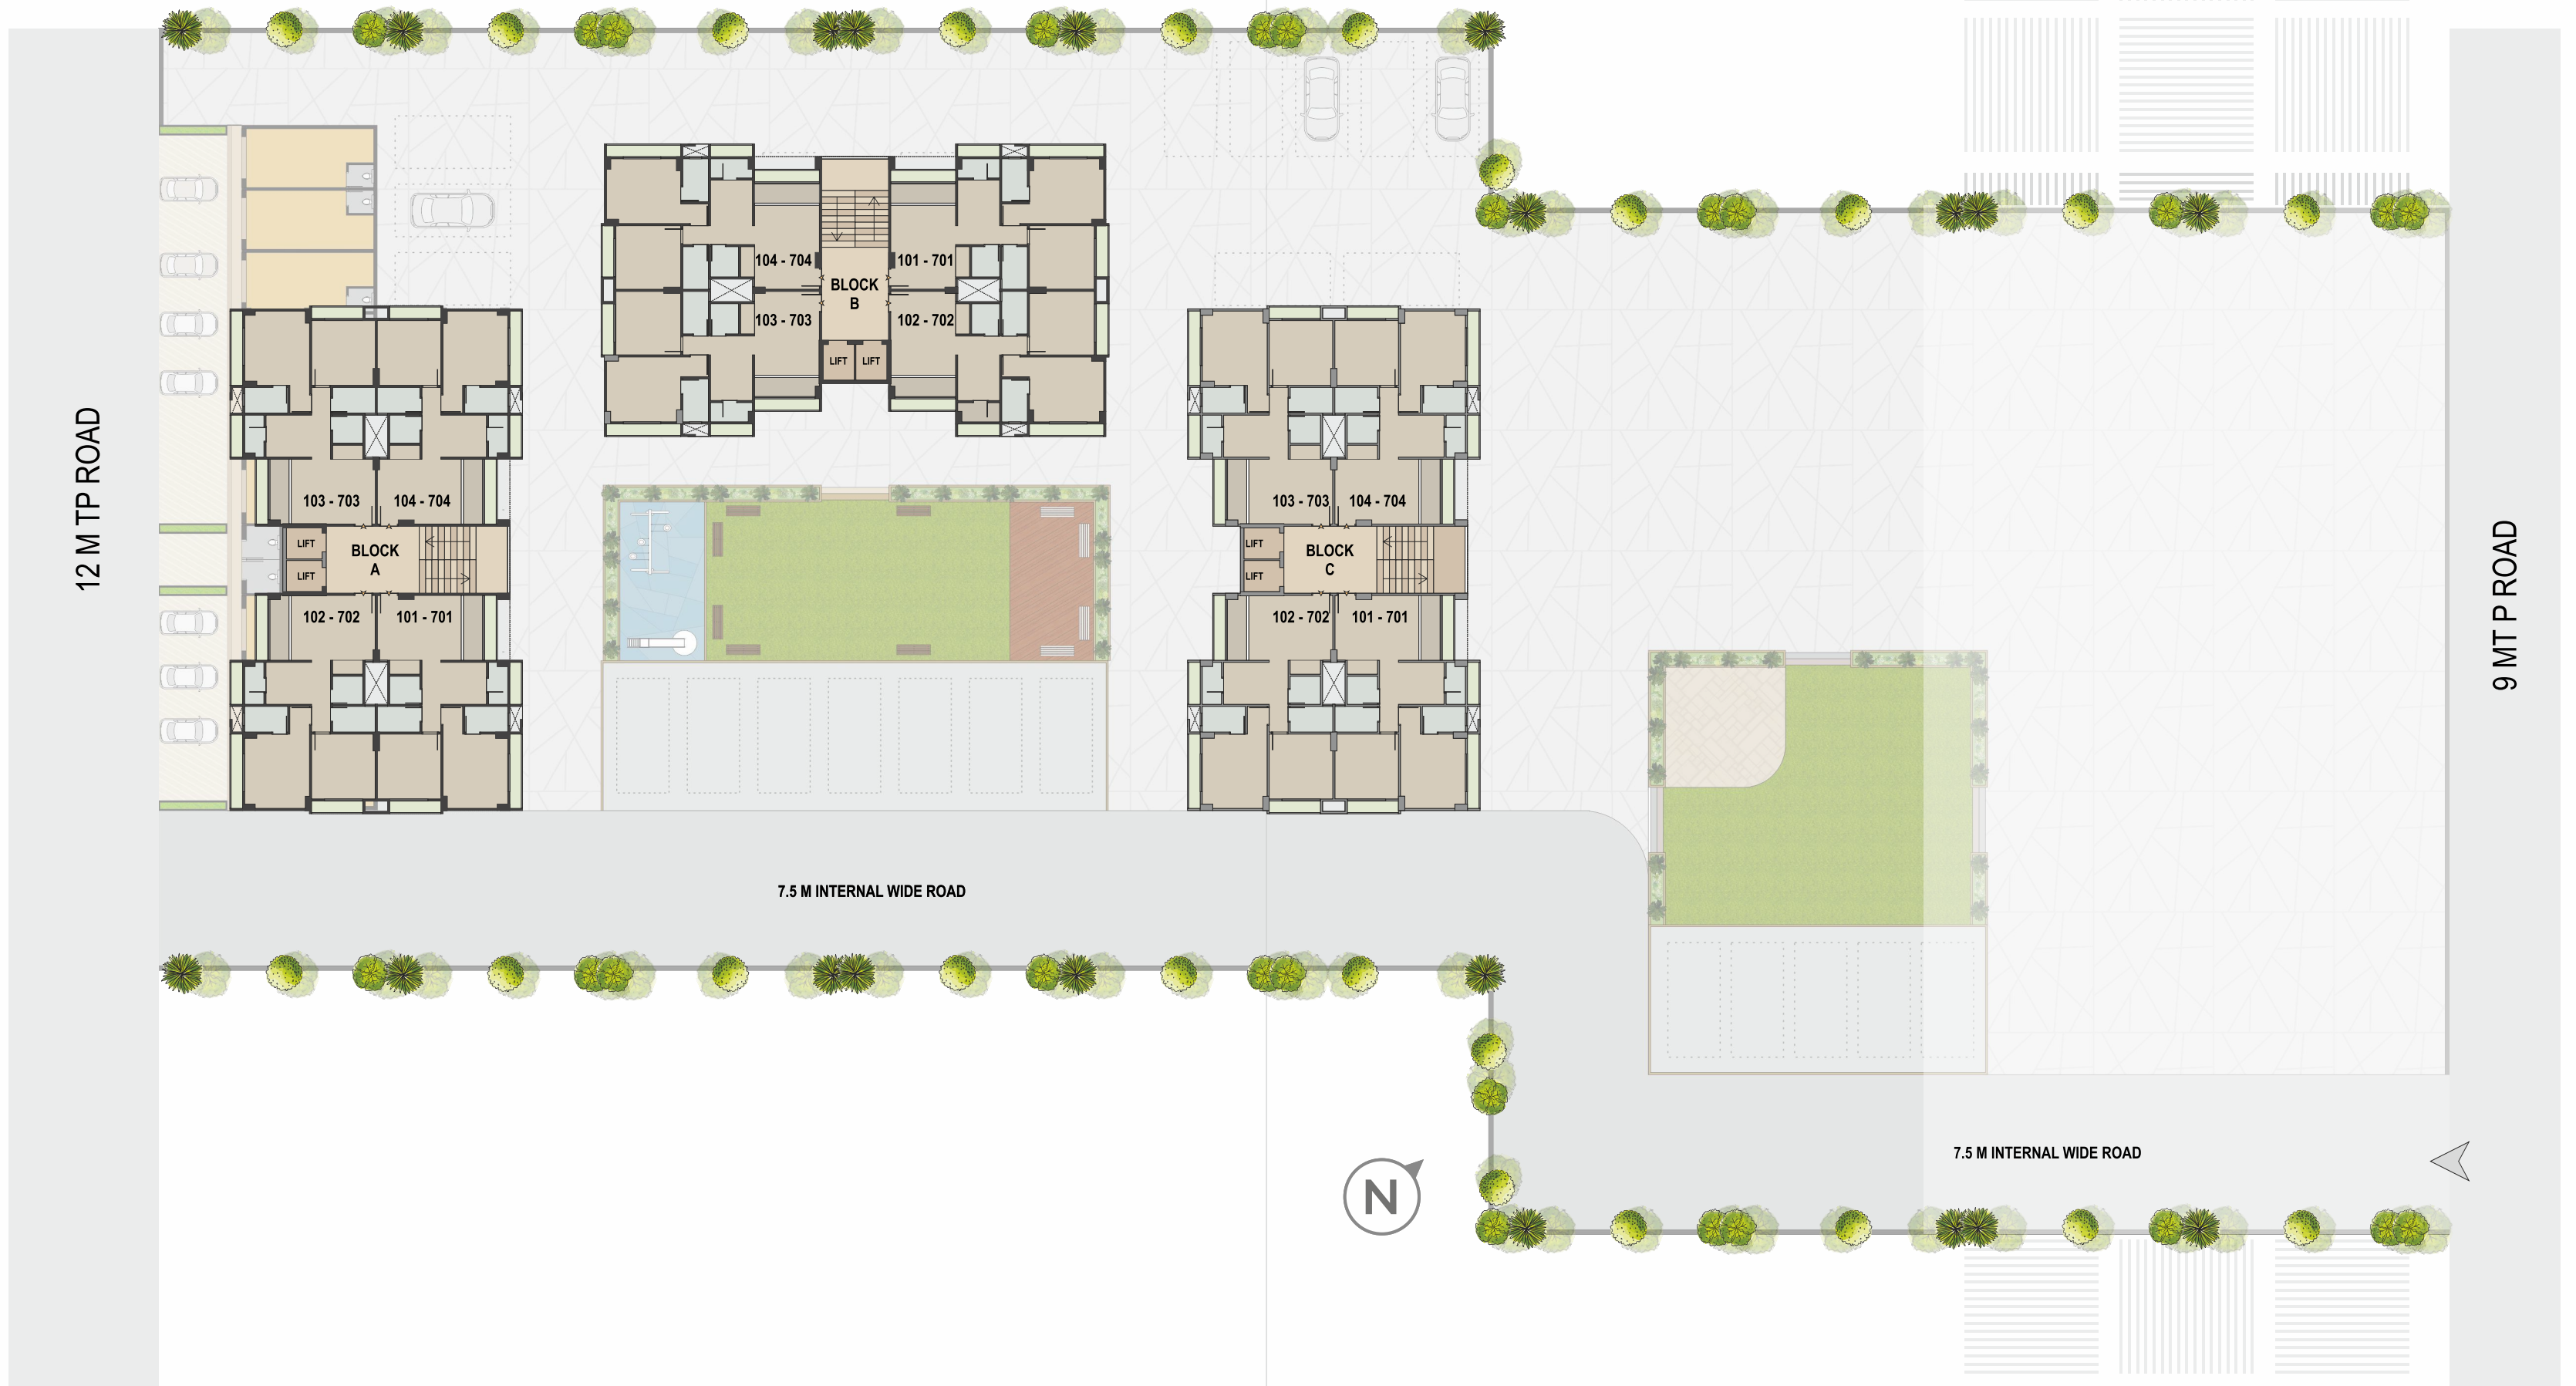 12 M TP ROAD
104 - 704
101 - 701
BLOCK
B
103 - 703
102 - 702
LIFT
LIFT
103 - 703
104 - 704
LIFT
BLOCK
A
LIFT
102 - 702
101 - 701
103 - 703
104 - 704
LIFT
BLOCK
C
LIFT
102 - 702
101 - 701
9 MT P ROAD
7.5 M INTERNAL WIDE ROAD
7.5 M INTERNAL WIDE ROAD
N